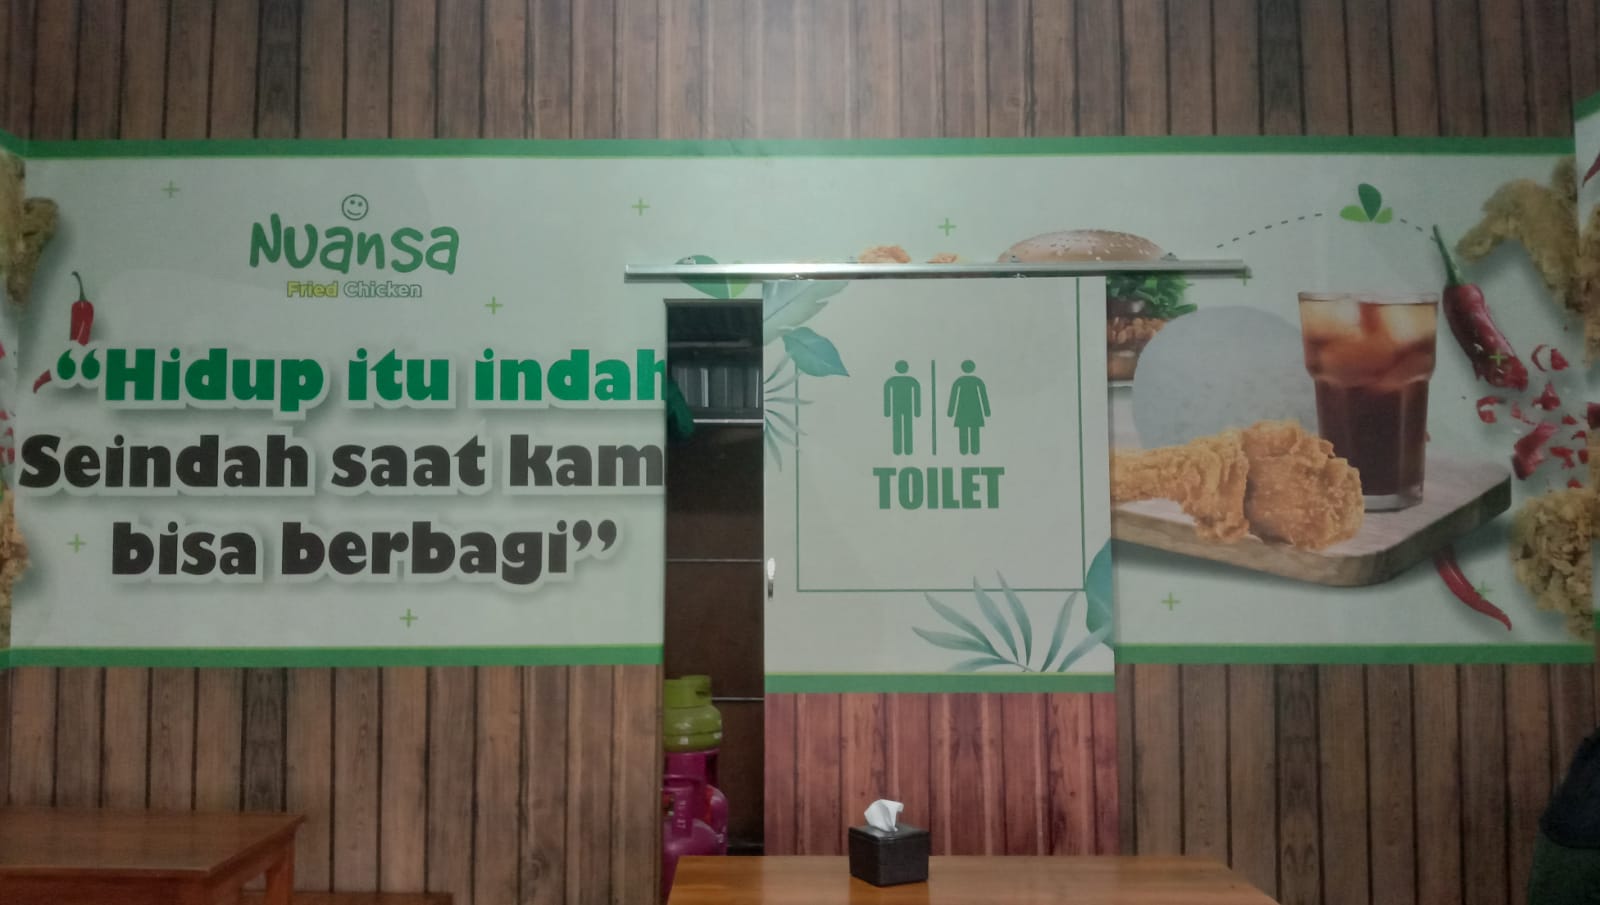 Nuansa
Fried Chicken
“Hidup itu indah
Seindah saat kam
bisa berbagi”
TOILET